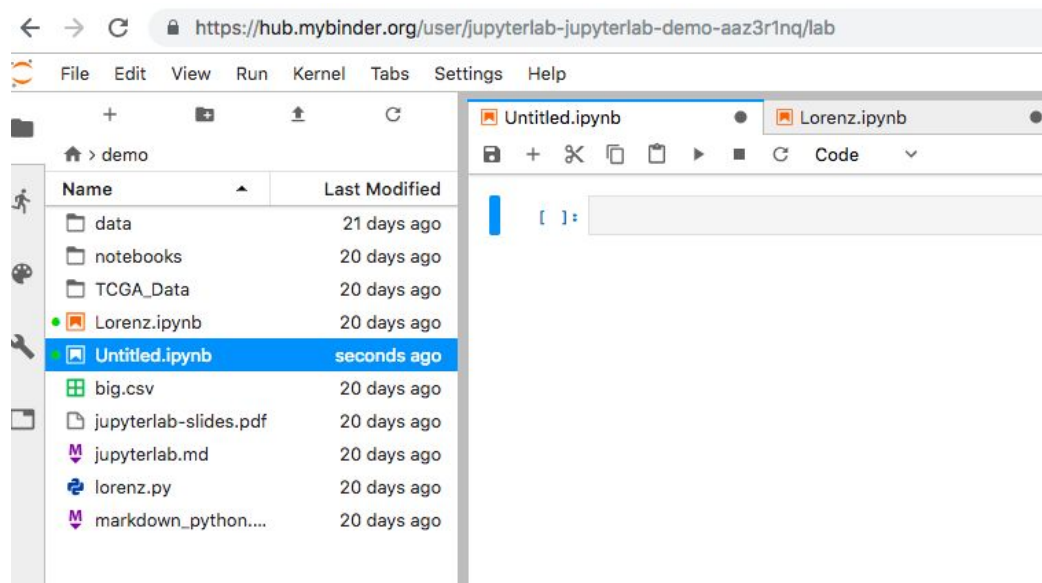 https://hub.mybinder.org/user/jupyterlab-jupyterlab-demo-aaz3r1nq/lab
File Edit View Run Kernel Tabs Settings Help
Untitled.ipynb Lorenz.ipynb
> demo
Code
Name Last Modified
[ ]:
data 21 days ago
notebooks 20 days ago
TCGA_Data 20 days ago
Lorenz.ipynb 20 days ago
Untitled.ipynb seconds ago
big.csv 20 days ago
jupyterlab-slides.pdf 20 days ago
M jupyterlab.md 20 days ago
lorenz.py 20 days ago
M markdown_python.... 20 days ago